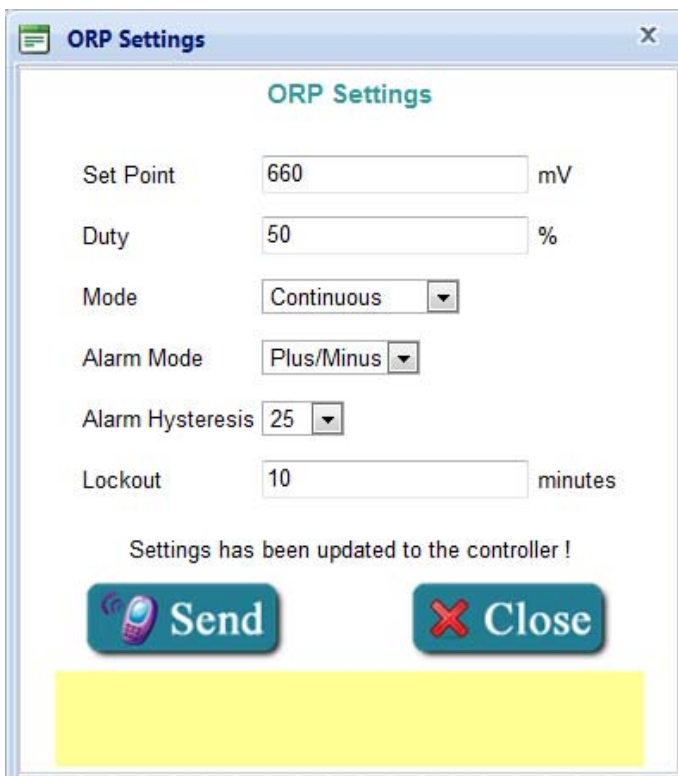 ORP Settings
ORP Settings
Set Point 660 mV
Duty 50 %
Mode Continuous
Alarm Mode Plus/Minus
Alarm Hysteresis 25
Lockout 10 minutes
Settings has been updated to the controller !
Send Close